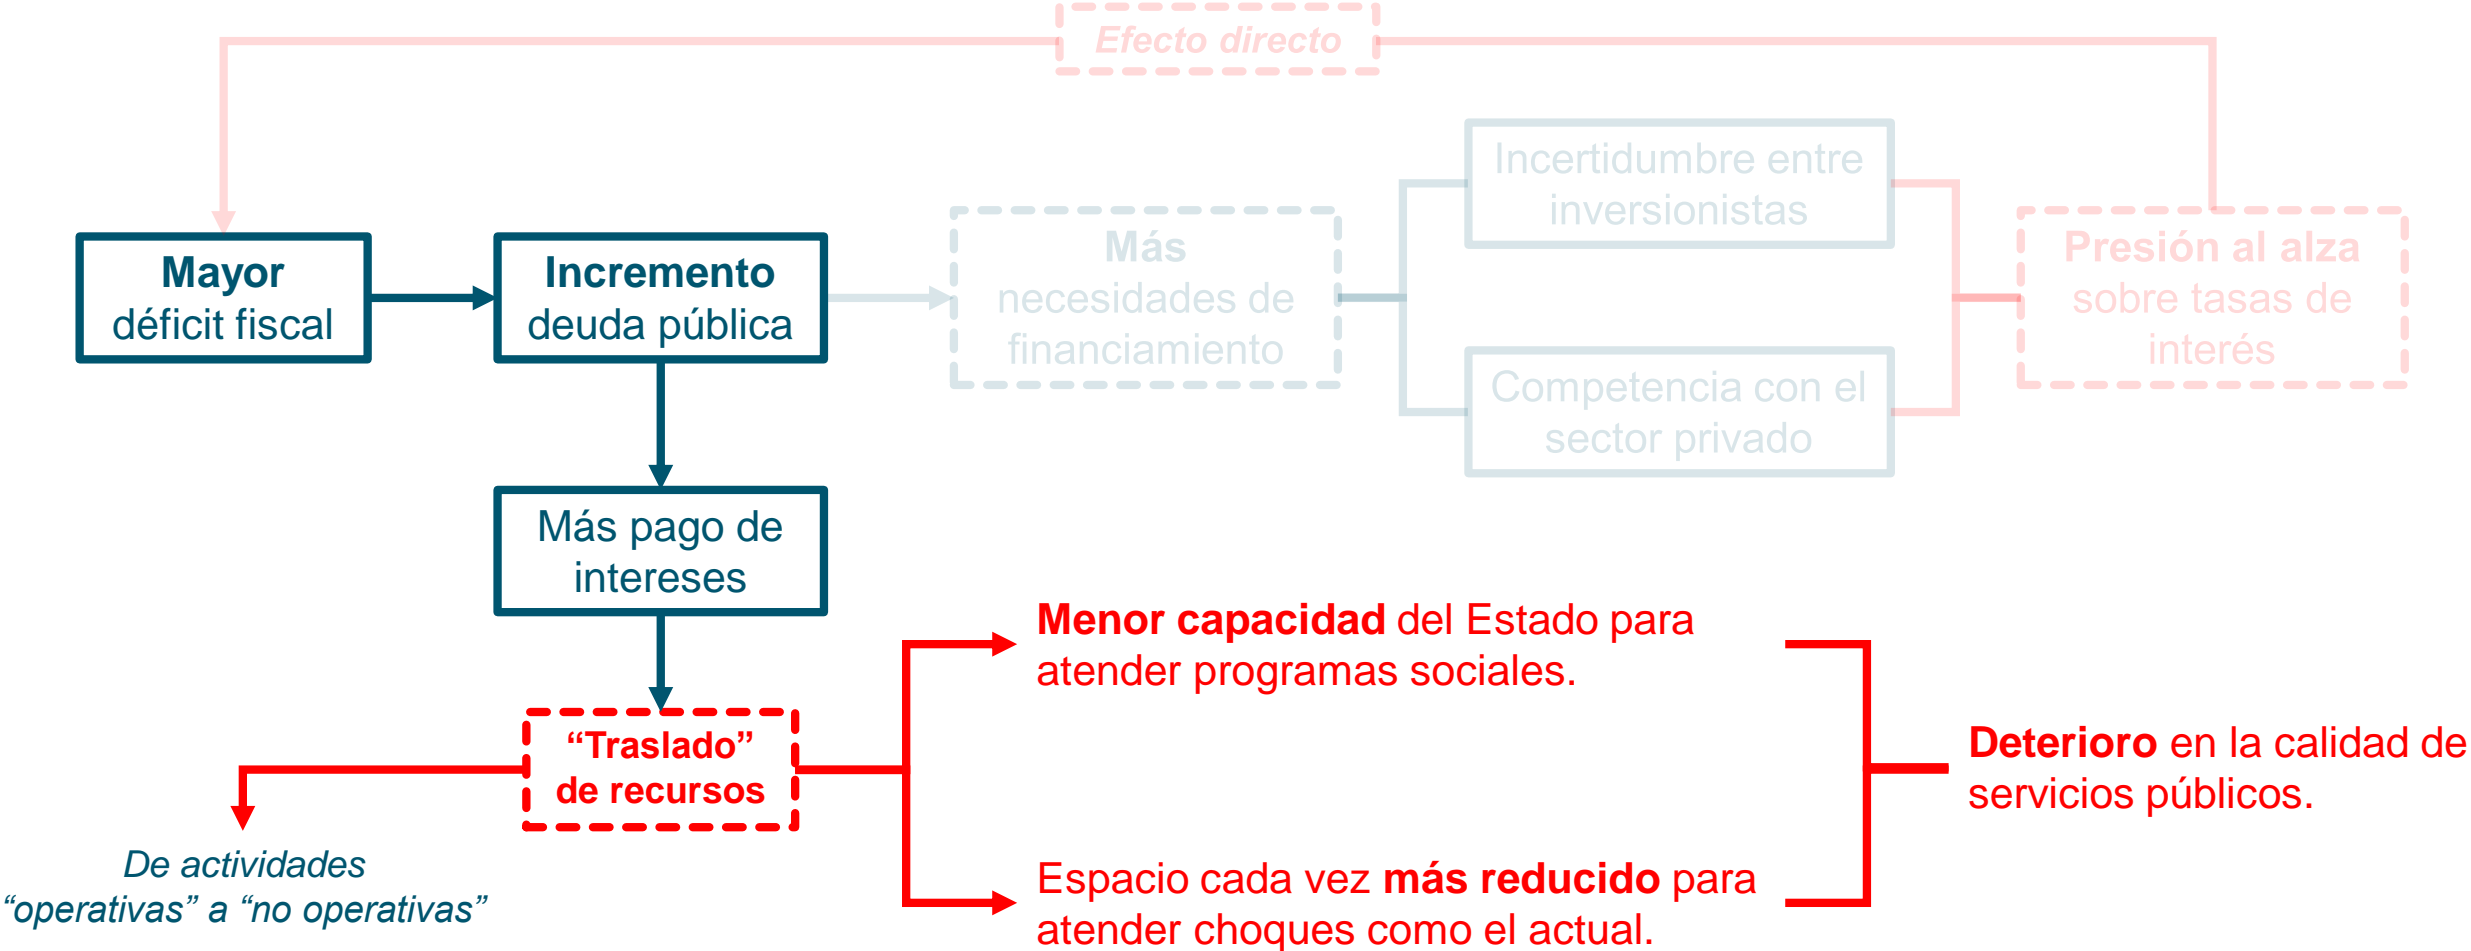 Efecto directo
Mayor
déficit fiscal
Incremento
deuda pública
Más
necesidades de
financiamiento
Incertidumbre entre
inversionistas
Competencia con el
sector privado
Presión al alza
sobre tasas de
interés
Más pago de
intereses
“Traslado”
de recursos
De actividades
“operativas” a “no operativas”
Menor capacidad del Estado para
atender programas sociales.
Espacio cada vez más reducido para
atender choques como el actual.
Deterioro en la calidad de
servicios públicos.